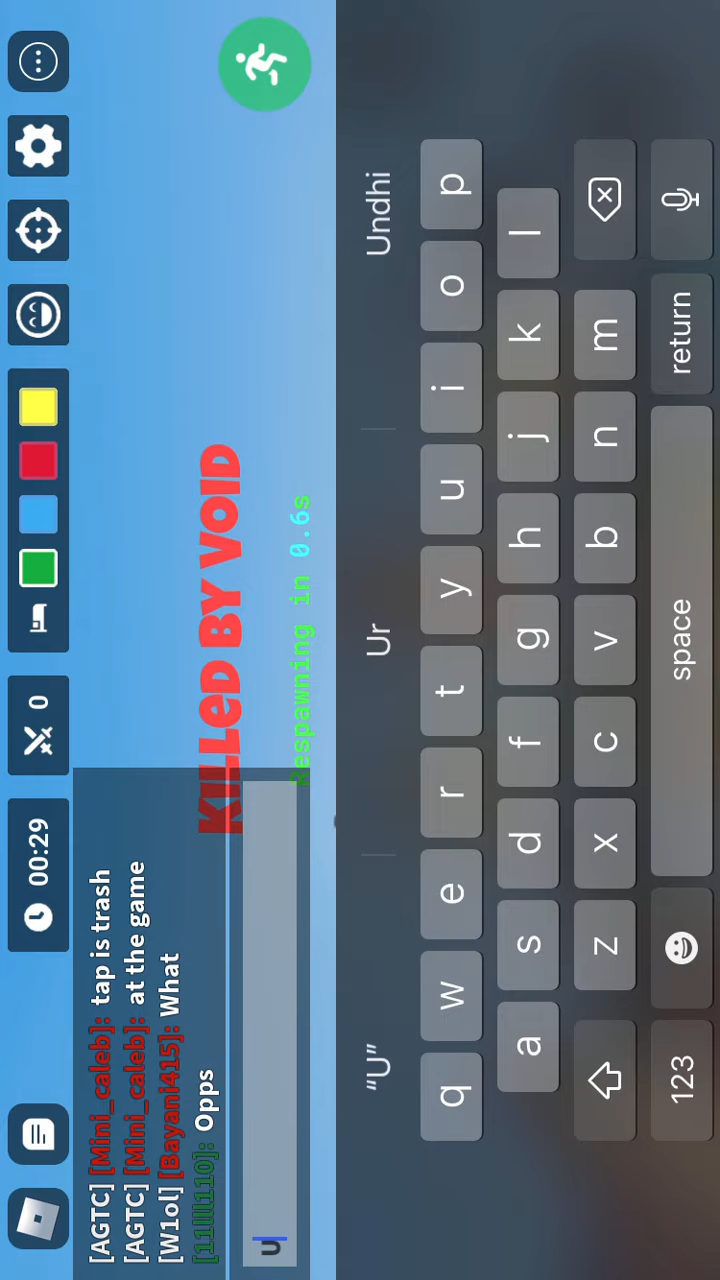 00:29
0
[AGTC] [Mini_caleb]: tap is trash
[AGTC] [Mini_caleb]: at the game
[W1ol] [Bayani415]: What
[11lll110]: Opps
u
KILLED BY VOID
Respawning in 0.6s
“U”
Ur
Undhi
q w e r t y u i o p
a s d f g h j k l
z x c v b n m
123
space
return